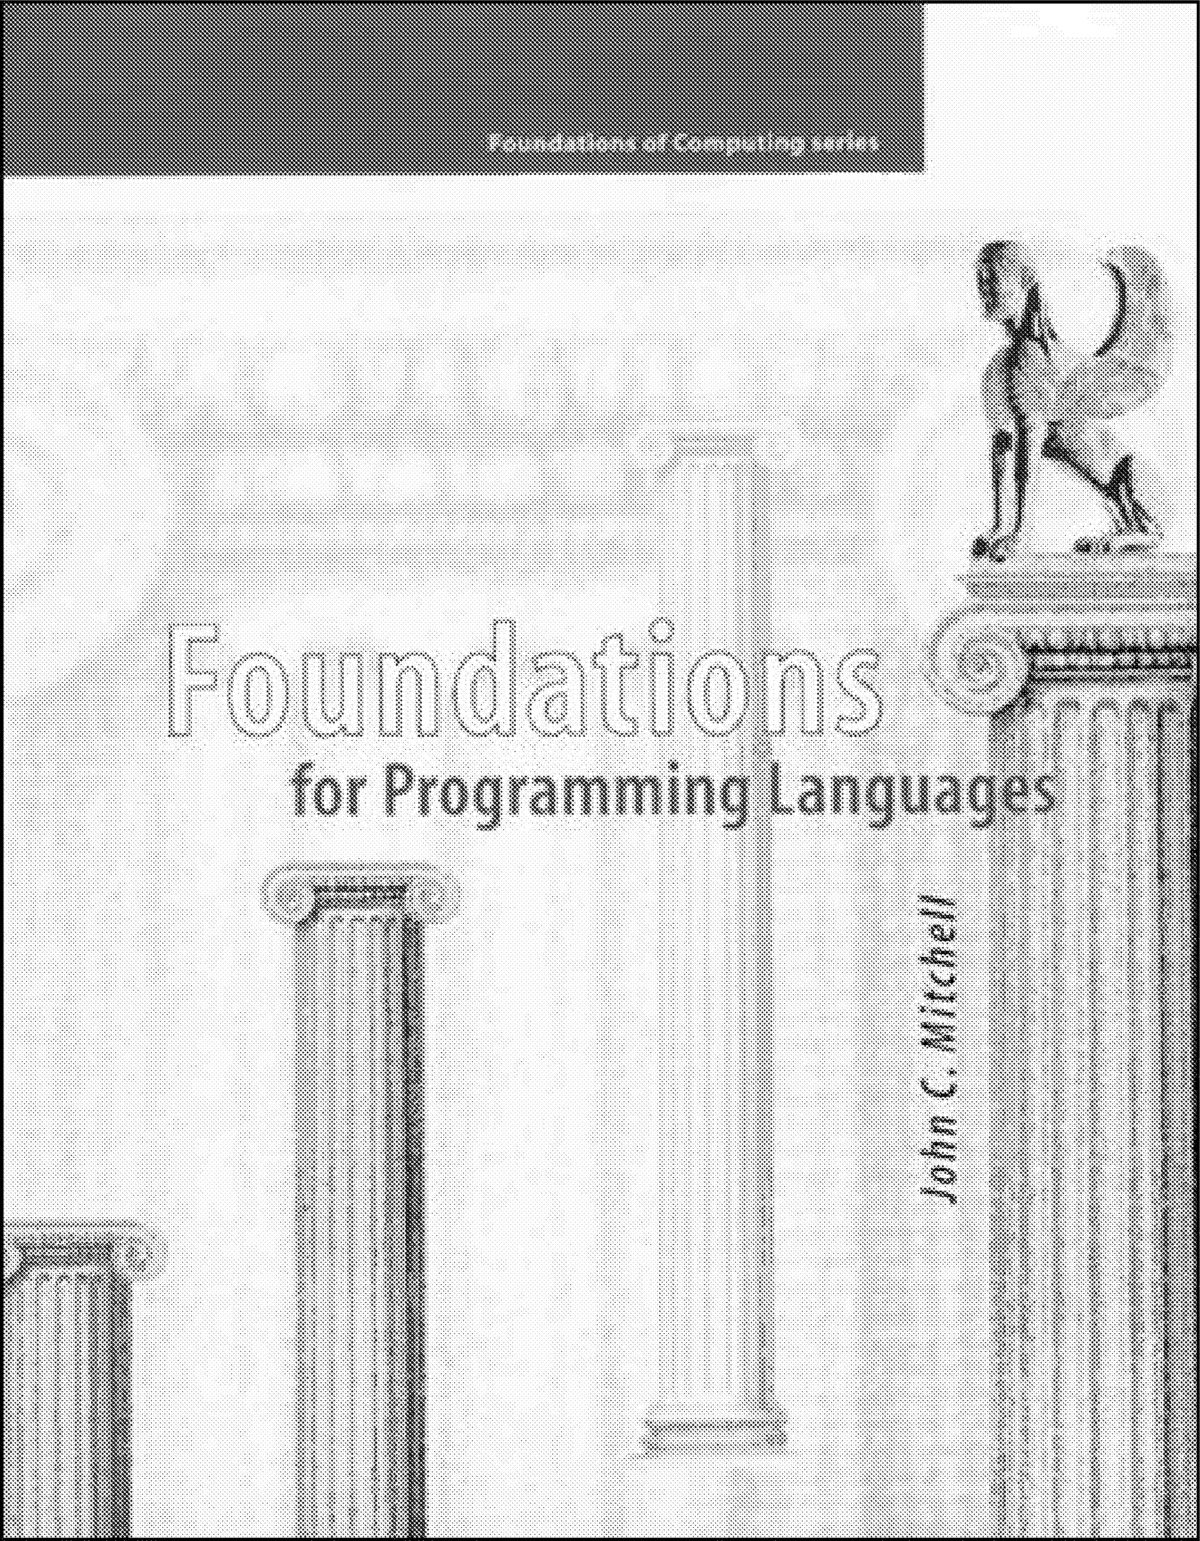 Foundations of Computing series
Foundations
for Programming Languages
John C. Mitchell